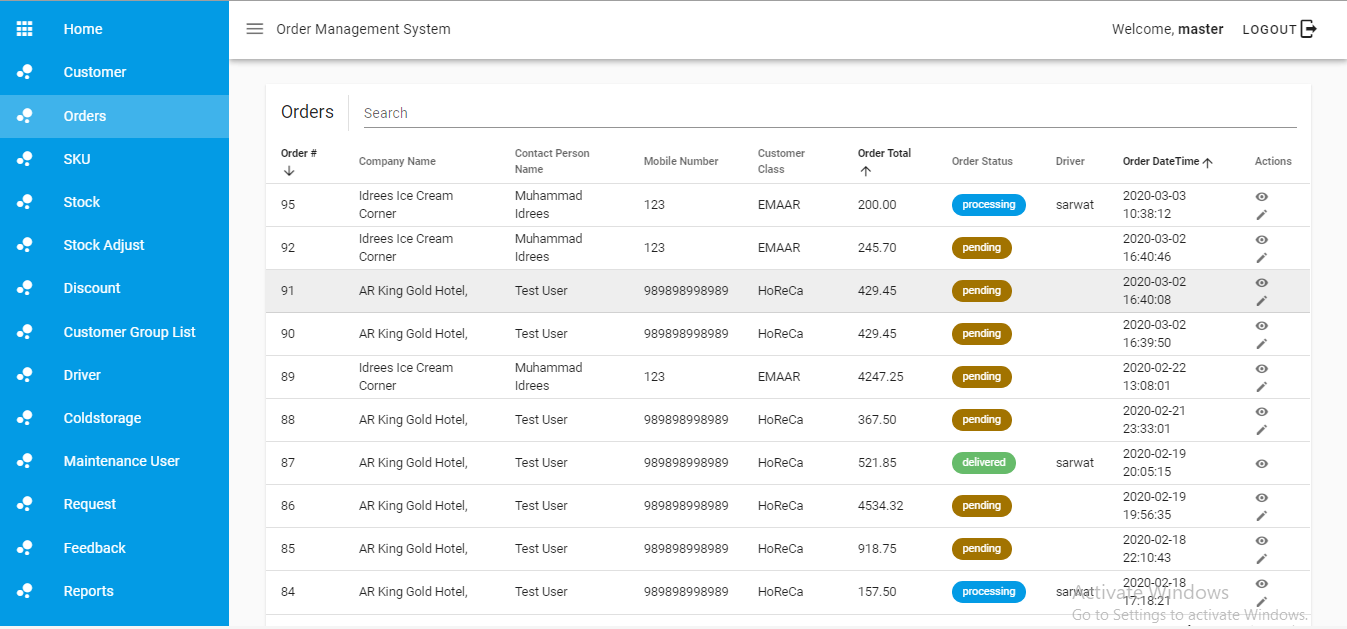 Home
Customer
Orders
SKU
Stock
Stock Adjust
Discount
Customer Group List
Driver
Coldstorage
Maintenance User
Request
Feedback
Reports
Order Management System
Welcome, master LOGOUT
Orders Search
Order # Company Name Contact Person Name Mobile Number Customer Class Order Total Order Status Driver Order DateTime Actions
95 Idrees Ice Cream Corner Muhammad Idrees 123 EMAAR 200.00 processing sarwat 2020-03-03 10:38:12
92 Idrees Ice Cream Corner Muhammad Idrees 123 EMAAR 245.70 pending 2020-03-02 16:40:46
91 AR King Gold Hotel, Test User 989898998989 HoReCa 429.45 pending 2020-03-02 16:40:08
90 AR King Gold Hotel, Test User 989898998989 HoReCa 429.45 pending 2020-03-02 16:39:50
89 Idrees Ice Cream Corner Muhammad Idrees 123 EMAAR 4247.25 pending 2020-02-22 13:08:01
88 AR King Gold Hotel, Test User 989898998989 HoReCa 367.50 pending 2020-02-21 23:33:01
87 AR King Gold Hotel, Test User 989898998989 HoReCa 521.85 delivered sarwat 2020-02-19 20:05:15
86 AR King Gold Hotel, Test User 989898998989 HoReCa 4534.32 pending 2020-02-19 19:56:35
85 AR King Gold Hotel, Test User 989898998989 HoReCa 918.75 pending 2020-02-18 22:10:43
84 AR King Gold Hotel, Test User 989898998989 HoReCa 157.50 processing sarwat 2020-02-18 17:18:21
Activate Windows
Go to Settings to activate Windows.